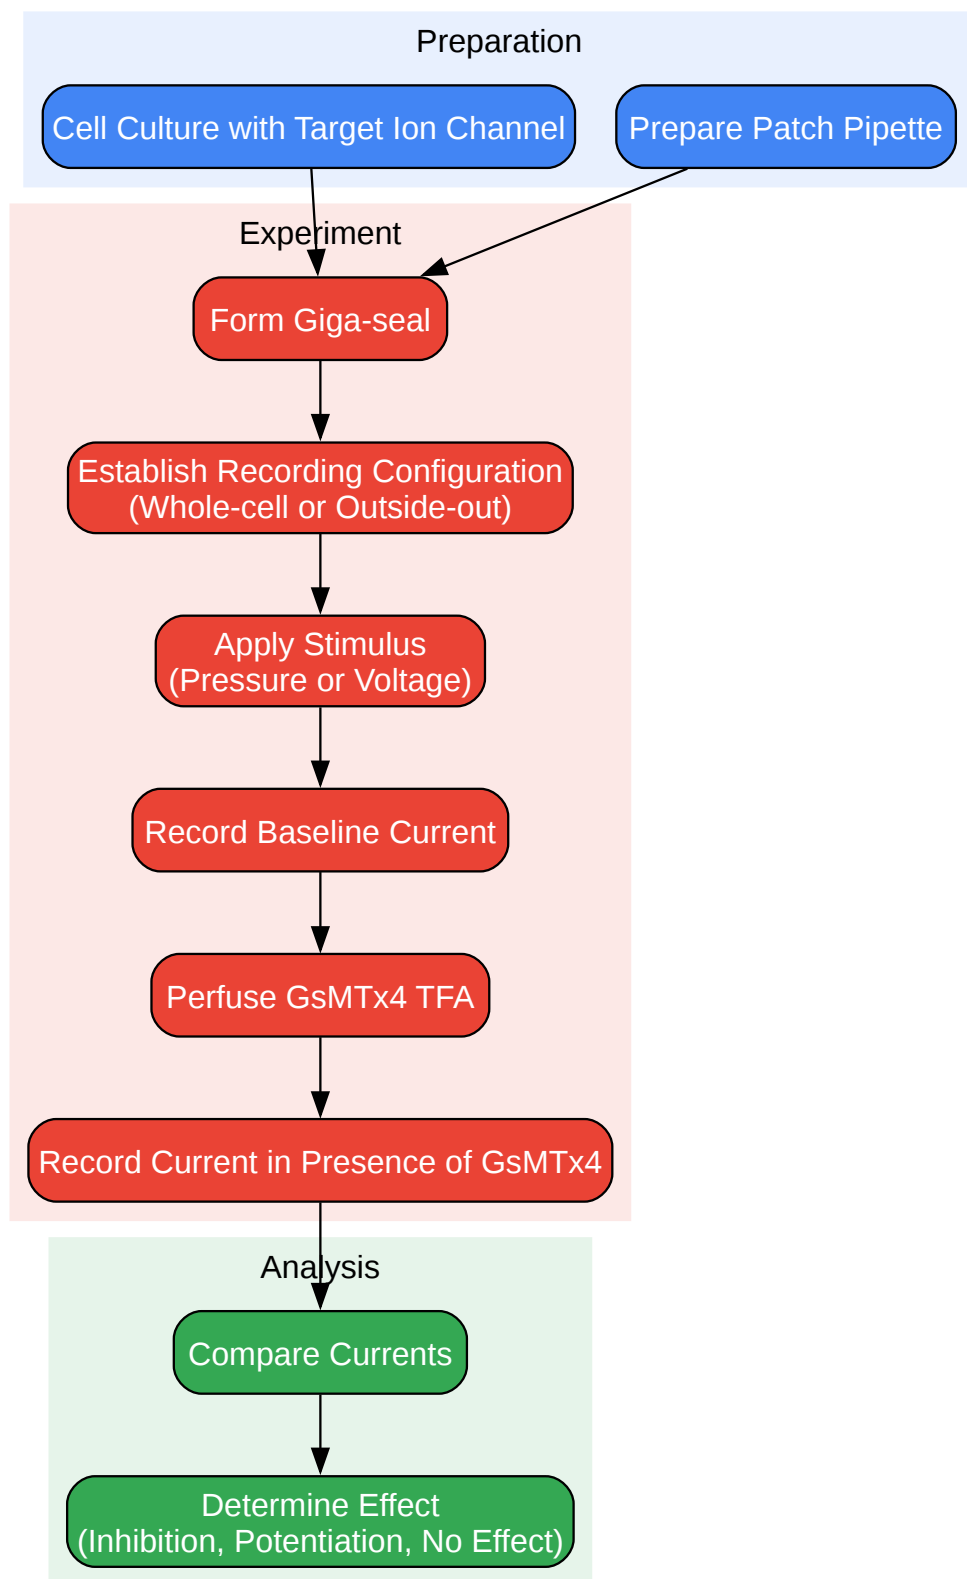 Preparation
Cell Culture with Target Ion Channel
Prepare Patch Pipette
Experiment
Form Giga-seal
Establish Recording Configuration
(Whole-cell or Outside-out)
Apply Stimulus
(Pressure or Voltage)
Record Baseline Current
Perfuse GsMTx4 TFA
Record Current in Presence of GsMTx4
Analysis
Compare Currents
Determine Effect
(Inhibition, Potentiation, No Effect)